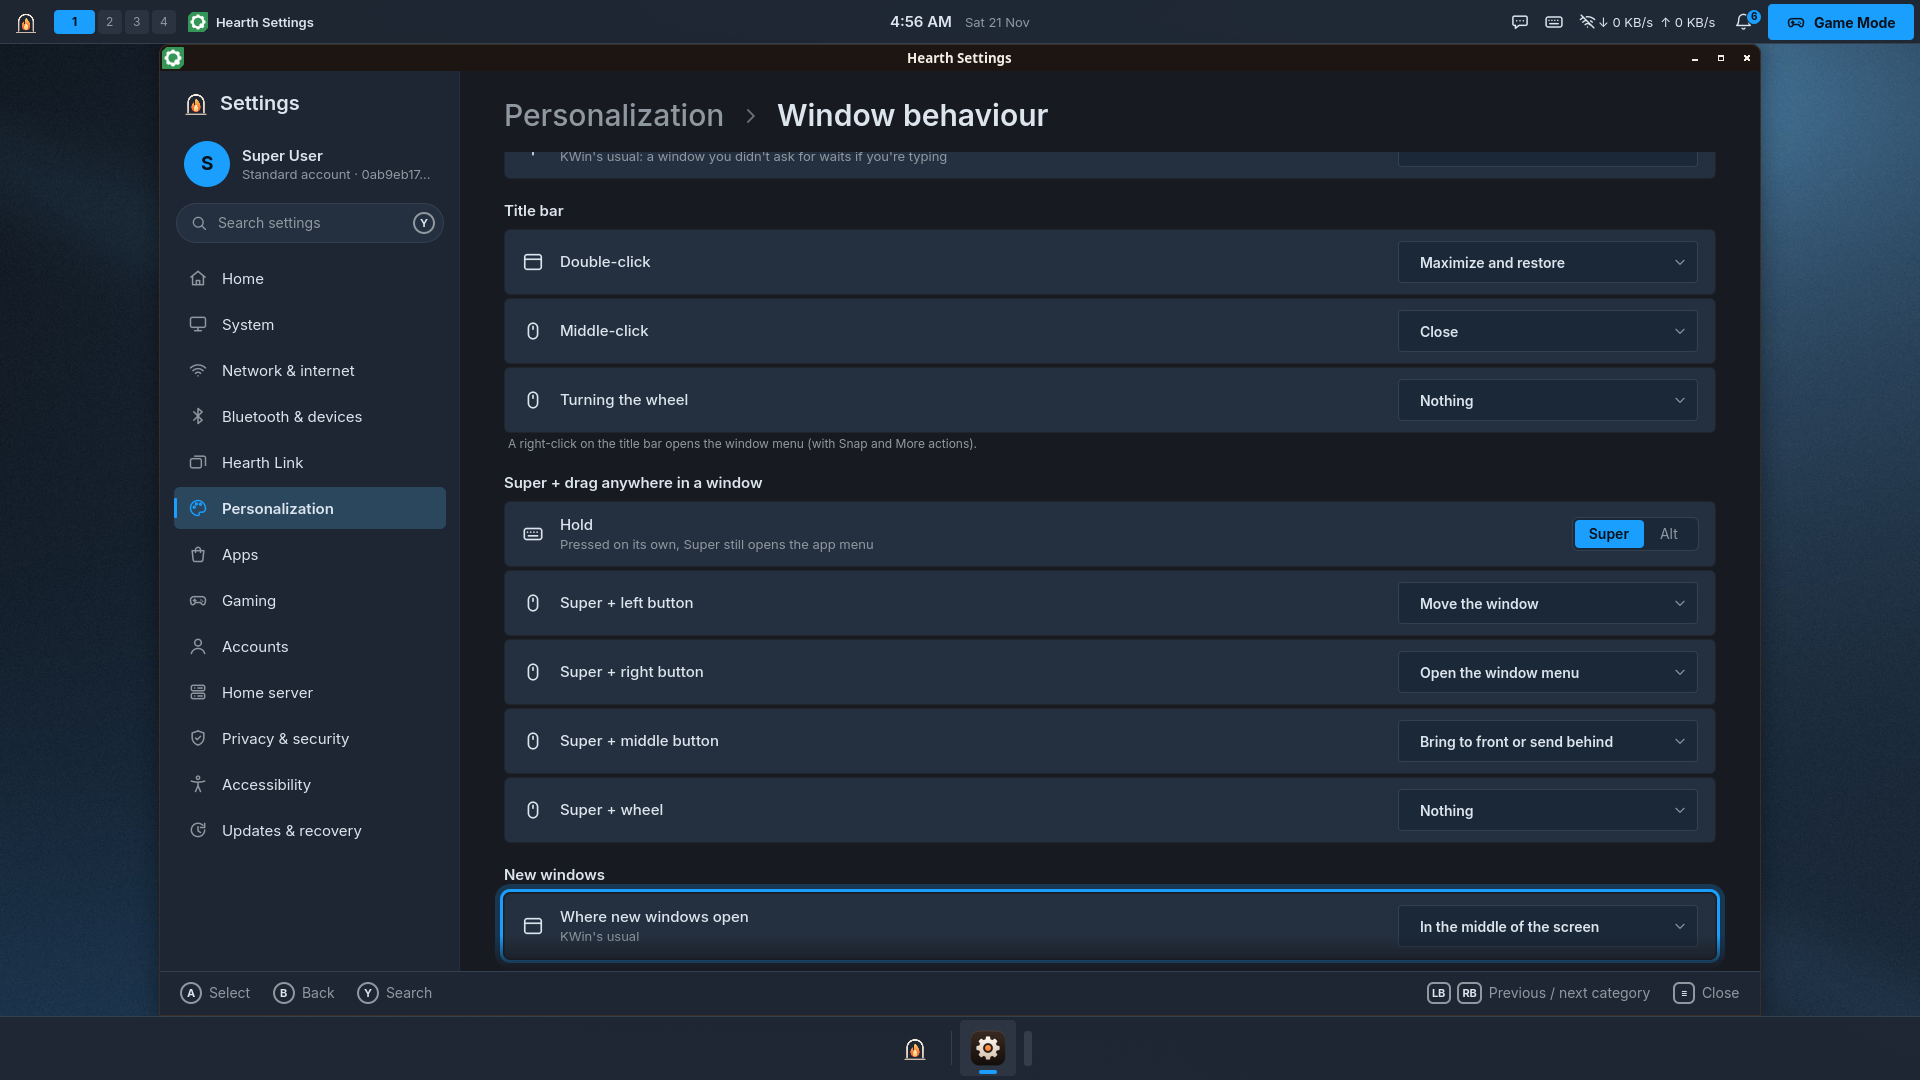 1 2 3 4 Hearth Settings 4:56 AM Sat 21 Nov ↓ 0 KB/s ↑ 0 KB/s 6 Game Mode
Hearth Settings
Settings
S Super User
Standard account · 0ab9eb17...
Search settings Y
Home
System
Network & internet
Bluetooth & devices
Hearth Link
Personalization
Apps
Gaming
Accounts
Home server
Privacy & security
Accessibility
Updates & recovery
Personalization > Window behaviour
KWin's usual: a window you didn't ask for waits if you're typing
Title bar
Double-click Maximize and restore
Middle-click Close
Turning the wheel Nothing
A right-click on the title bar opens the window menu (with Snap and More actions).
Super + drag anywhere in a window
Hold
Pressed on its own, Super still opens the app menu
Super Alt
Super + left button Move the window
Super + right button Open the window menu
Super + middle button Bring to front or send behind
Super + wheel Nothing
New windows
Where new windows open
KWin's usual
In the middle of the screen
A Select B Back Y Search LB RB Previous / next category ≡ Close